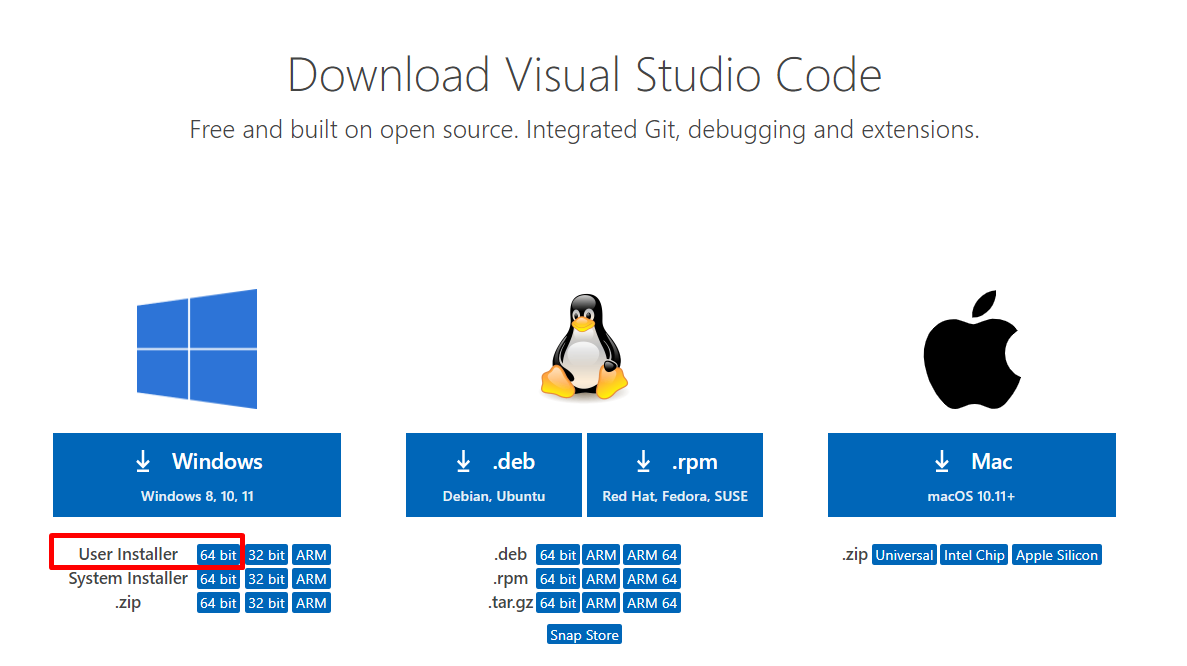 Download Visual Studio Code
Free and built on open source. Integrated Git, debugging and extensions.
Windows
Windows 8, 10, 11
User Installer 64 bit 32 bit ARM
System Installer 64 bit 32 bit ARM
.zip 64 bit 32 bit ARM
.deb
Debian, Ubuntu
.rpm
Red Hat, Fedora, SUSE
.deb 64 bit ARM ARM 64
.rpm 64 bit ARM ARM 64
.tar.gz 64 bit ARM ARM 64
Snap Store
Mac
macOS 10.11+
.zip Universal Intel Chip Apple Silicon